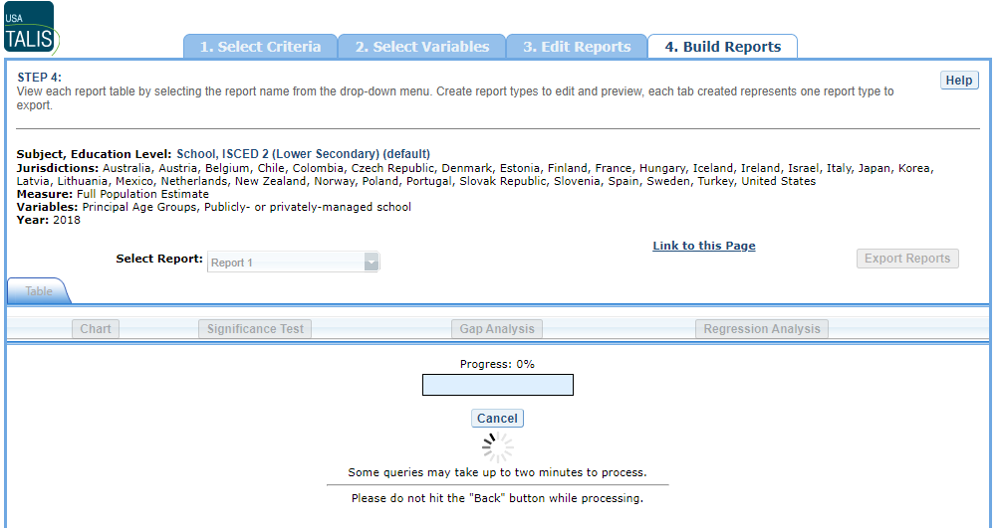 USA
TALIS
1. Select Criteria
2. Select Variables
3. Edit Reports
4. Build Reports
STEP 4:
Help
View each report table by selecting the report name from the drop-down menu. Create report types to edit and preview, each tab created represents one report type to
export.
Subject, Education Level: School, ISCED 2 (Lower Secondary) (default)
Jurisdictions: Australia, Austria, Belgium, Chile, Colombia, Czech Republic, Denmark, Estonia, Finland, France, Hungary, Iceland, Ireland, Israel, Italy, Japan, Korea,
Latvia, Lithuania, Mexico, Netherlands, New Zealand, Norway, Poland, Portugal, Slovak Republic, Slovenia, Spain, Sweden, Turkey, United States
Measure: Full Population Estimate
Variables: Principal Age Groups, Publicly- or privately-managed school
Year: 2018
Link to this Page
Select Report: Report 1
Export Reports
Table
Chart
Significance Test
Gap Analysis
Regression Analysis
Progress: 0%
Cancel
Some queries may take up to two minutes to process.
Please do not hit the "Back" button while processing.